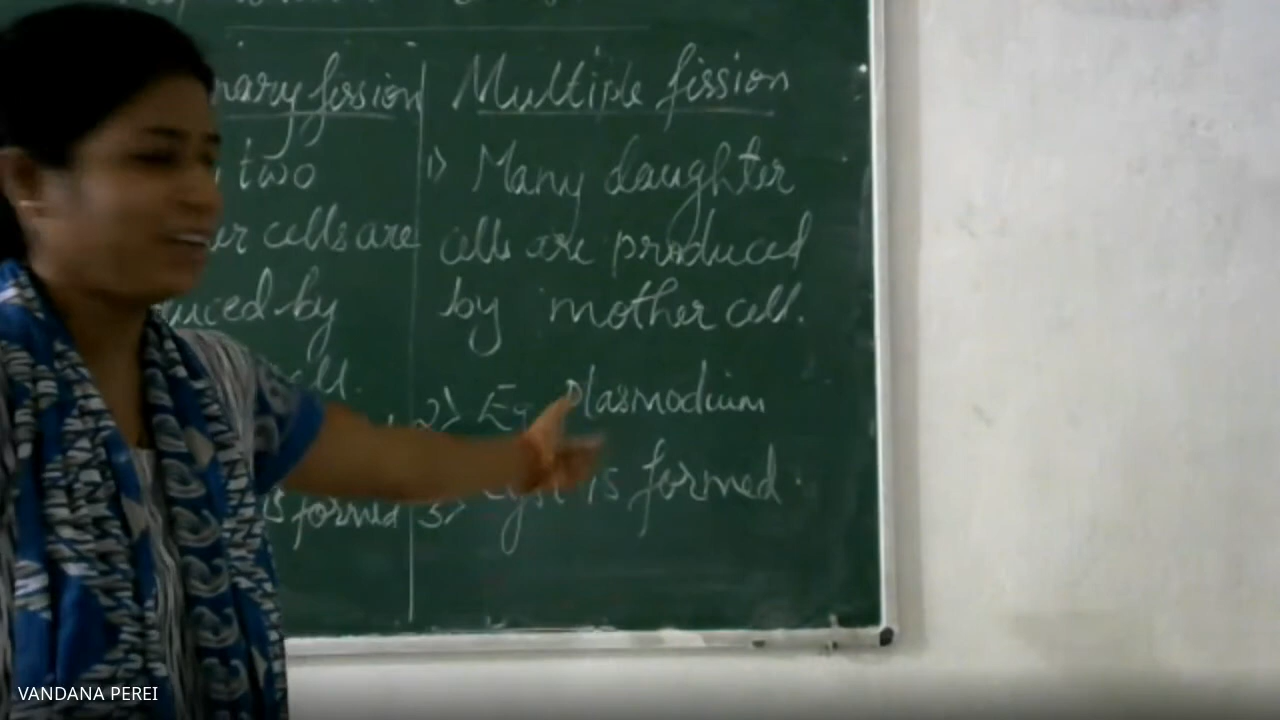 nary fission
two
er cells are
uced by
ell.
is formed
Multiple fission
1) Many daughter
cells are produced
by mother cell.
2) Eg Plasmodium
3) Cyst is formed.
VANDANA PEREI